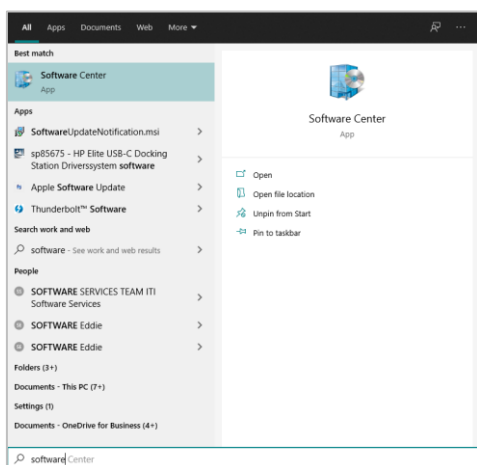 All Apps Documents Web More
Best match
Software Center
App
Apps
SoftwareUpdateNotification.msi
sp85675 - HP Elite USB-C Docking
Station Driverssystem software
Apple Software Update
Thunderbolt™ Software
Search work and web
software - See work and web results
People
SOFTWARE SERVICES TEAM ITI
Software Services
SOFTWARE Eddie
SOFTWARE Eddie
Folders (3+)
Documents - This PC (7+)
Settings (1)
Documents - OneDrive for Business (4+)
Software Center
App
Open
Open file location
Unpin from Start
Pin to taskbar
software Center